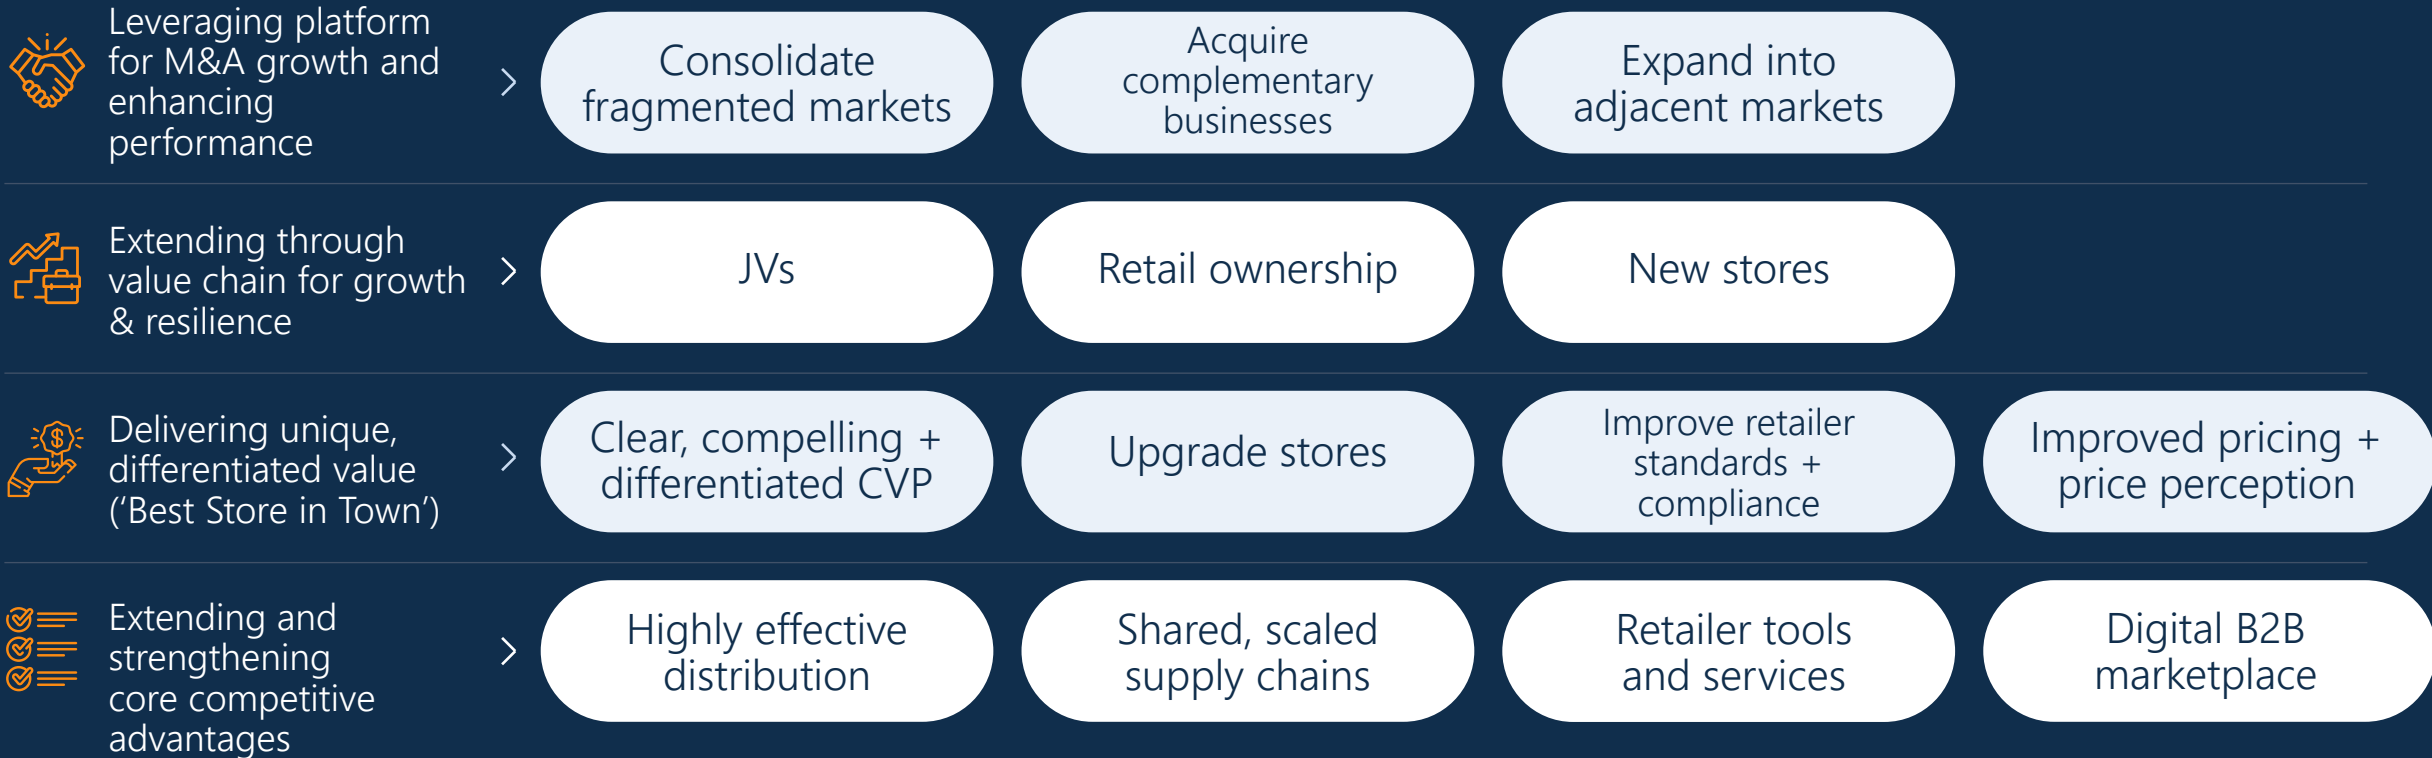 Leveraging platform
for M&A growth and
enhancing
performance
Consolidate
fragmented markets
Acquire
complementary
businesses
Expand into
adjacent markets
Extending through
value chain for growth
& resilience
JVs
Retail ownership
New stores
Delivering unique,
differentiated value
(‘Best Store in Town’)
Clear, compelling +
differentiated CVP
Upgrade stores
Improve retailer
standards +
compliance
Improved pricing +
price perception
Extending and
strengthening
core competitive
advantages
Highly effective
distribution
Shared, scaled
supply chains
Retailer tools
and services
Digital B2B
marketplace